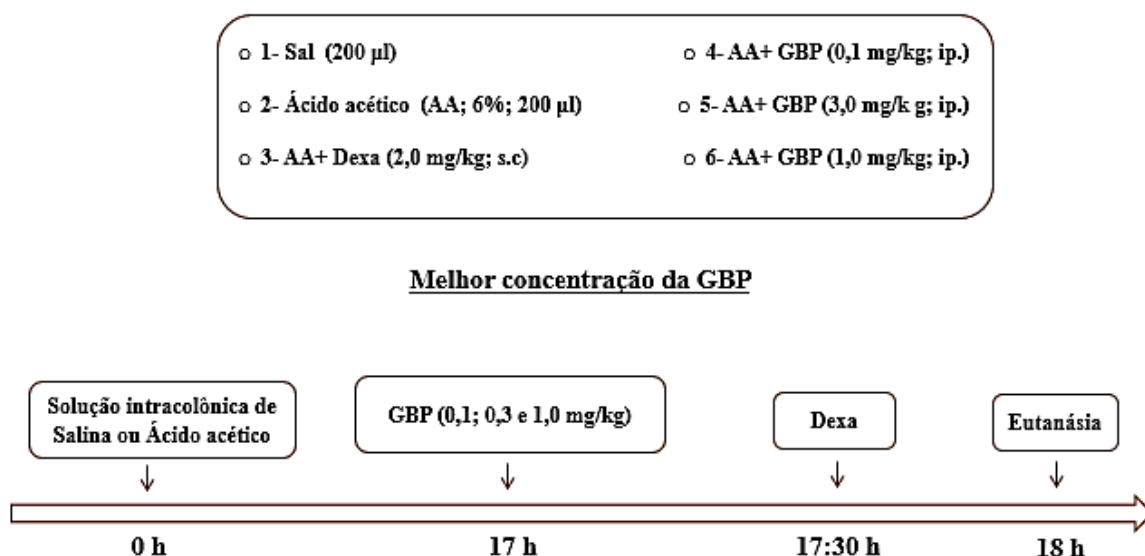 1- Sal (200 µl)
2- Ácido acético (AA; 6%; 200 µl)
3- AA+ Dexa (2,0 mg/kg; s.c)
4- AA+ GBP (0,1 mg/kg; ip.)
5- AA+ GBP (3,0 mg/k g; ip.)
6- AA+ GBP (1,0 mg/kg; ip.)
Melhor concentração da GBP
Solução intracolônica de
Salina ou Ácido acético
GBP (0,1; 0,3 e 1,0 mg/kg)
Dexa
Eutanásia
0 h
17 h
17:30 h
18 h